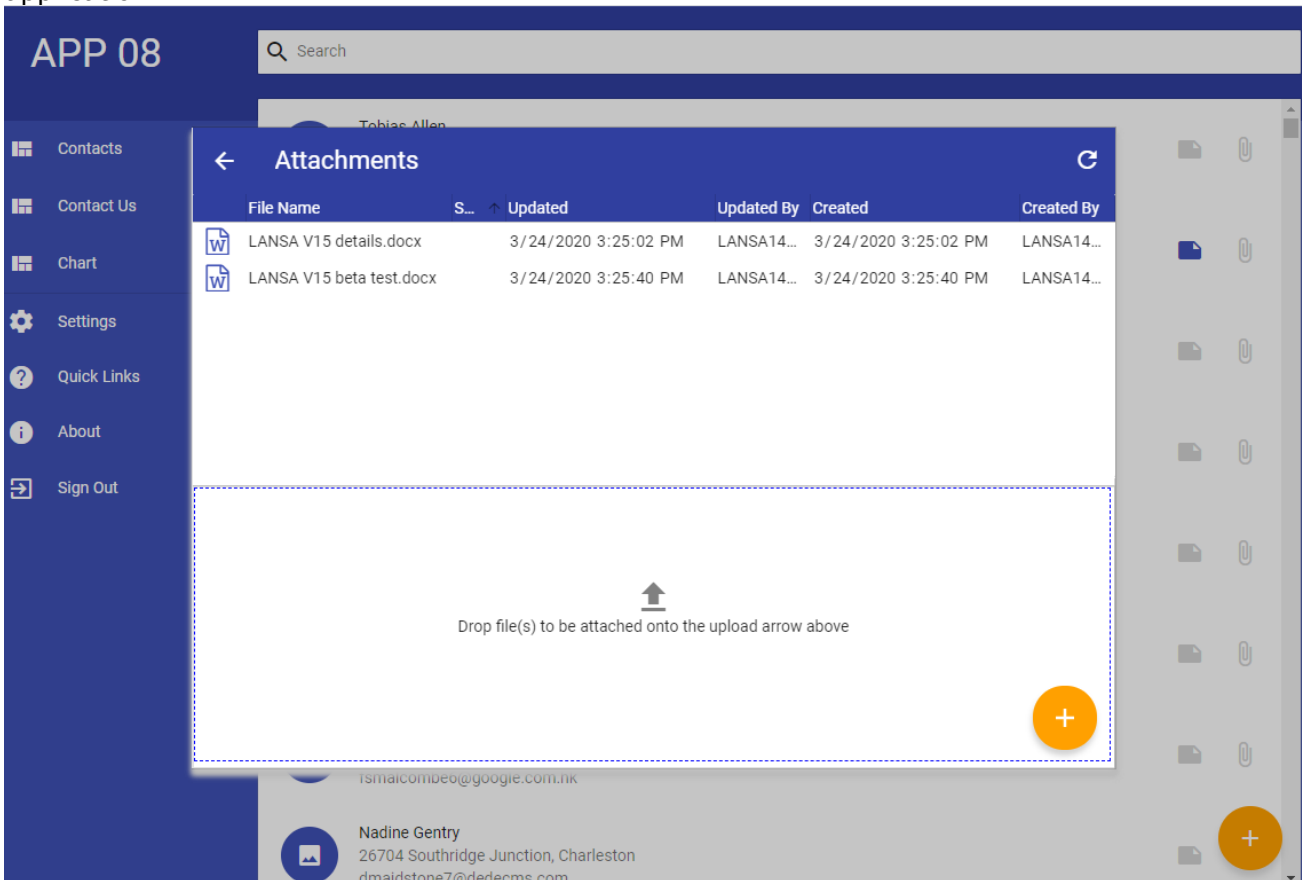 APP 08
Search
Tobias Allen
Contacts
Contact Us
Chart
Settings
Quick Links
About
Sign Out
Attachments
File Name S... Updated Updated By Created Created By
LANSA V15 details.docx 3/24/2020 3:25:02 PM LANSA14... 3/24/2020 3:25:02 PM LANSA14...
LANSA V15 beta test.docx 3/24/2020 3:25:40 PM LANSA14... 3/24/2020 3:25:40 PM LANSA14...
Drop file(s) to be attached onto the upload arrow above
fsmalcombe6@google.com.hk
Nadine Gentry
26704 Southridge Junction, Charleston
dmaidstone7@dedecms.com